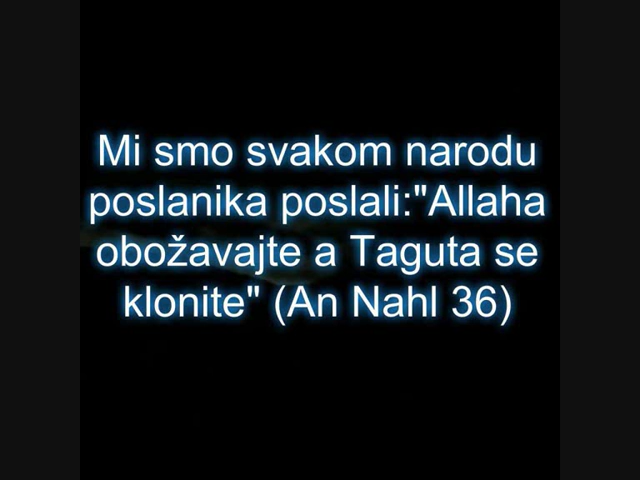 Mi smo svakom narodu
poslanika poslali:"Allaha
obožavajte a Taguta se
klonite" (An Nahl 36)